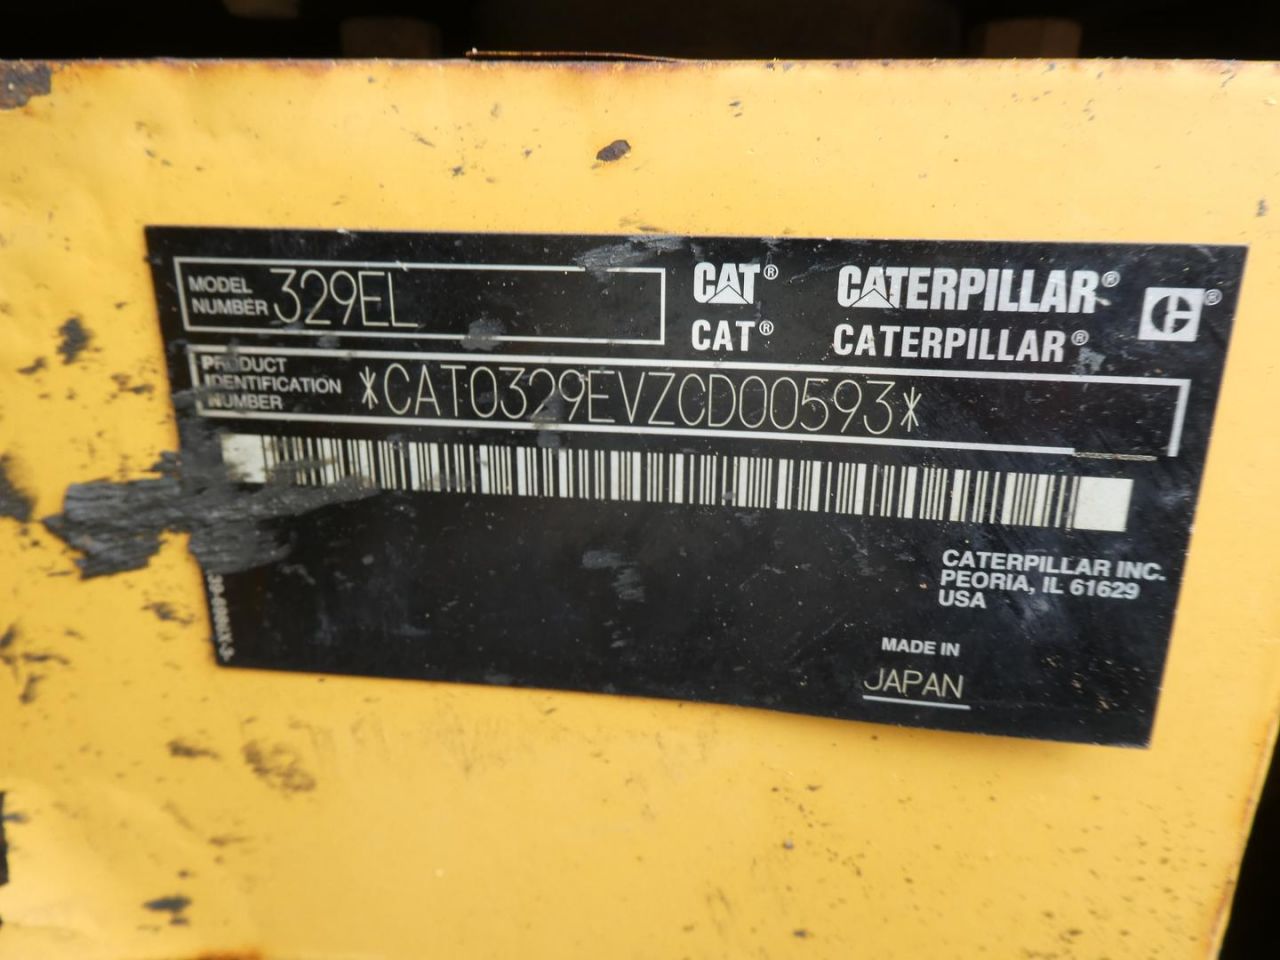 MODEL
NUMBER 329EL
CAT® CATERPILLAR®
CAT® CATERPILLAR®
PRODUCT
IDENTIFICATION
NUMBER
*CAT0329EVZCD00593*
CATERPILLAR INC.
PEORIA, IL 61629
USA
MADE IN
JAPAN